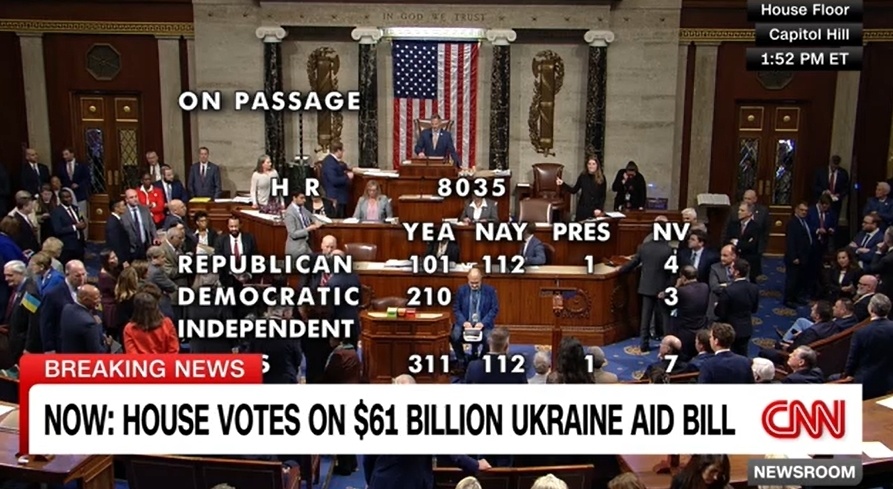 House Floor
Capitol Hill
1:52 PM ET
IN GOD WE TRUST
ON PASSAGE
H R 8035
YEA NAY PRES NV
REPUBLICAN 101 112 1 4
DEMOCRATIC 210 3
INDEPENDENT
S 311 112 1 7
BREAKING NEWS
NOW: HOUSE VOTES ON $61 BILLION UKRAINE AID BILL
CNN
NEWSROOM